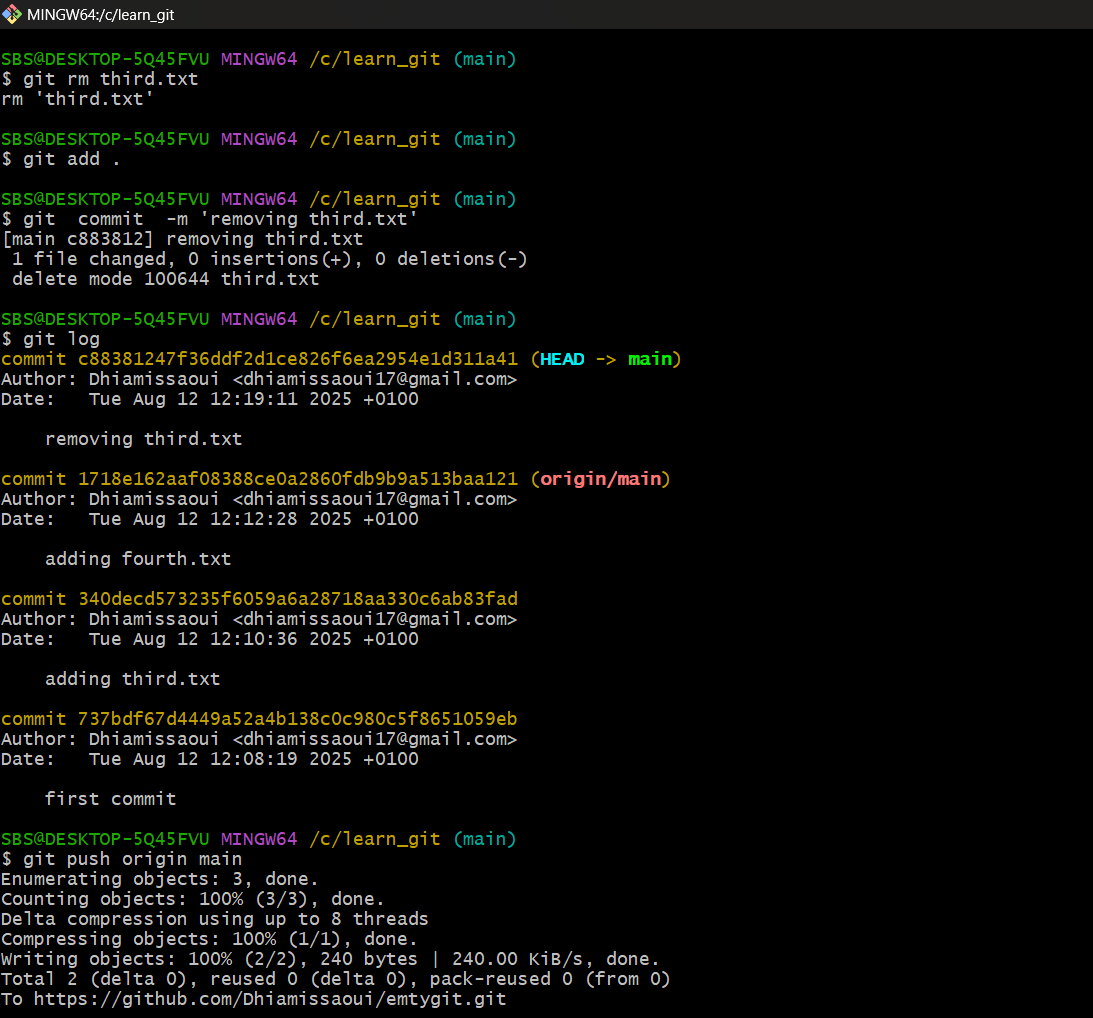 MINGW64:/c/learn_git
SBS@DESKTOP-5Q45FVU MINGW64 /c/learn_git (main)
$ git rm third.txt
rm 'third.txt'
SBS@DESKTOP-5Q45FVU MINGW64 /c/learn_git (main)
$ git add .
SBS@DESKTOP-5Q45FVU MINGW64 /c/learn_git (main)
$ git  commit  -m 'removing third.txt'
[main c883812] removing third.txt
 1 file changed, 0 insertions(+), 0 deletions(-)
 delete mode 100644 third.txt
SBS@DESKTOP-5Q45FVU MINGW64 /c/learn_git (main)
$ git log
commit c88381247f36ddf2d1ce826f6ea2954e1d311a41 (HEAD -> main)
Author: Dhiamissaoui <dhiamissaoui17@gmail.com>
Date:   Tue Aug 12 12:19:11 2025 +0100
    removing third.txt
commit 1718e162aaf08388ce0a2860fdb9b9a513baa121 (origin/main)
Author: Dhiamissaoui <dhiamissaoui17@gmail.com>
Date:   Tue Aug 12 12:12:28 2025 +0100
    adding fourth.txt
commit 340decd573235f6059a6a28718aa330c6ab83fad
Author: Dhiamissaoui <dhiamissaoui17@gmail.com>
Date:   Tue Aug 12 12:10:36 2025 +0100
    adding third.txt
commit 737bdf67d4449a52a4b138c0c980c5f8651059eb
Author: Dhiamissaoui <dhiamissaoui17@gmail.com>
Date:   Tue Aug 12 12:08:19 2025 +0100
    first commit
SBS@DESKTOP-5Q45FVU MINGW64 /c/learn_git (main)
$ git push origin main
Enumerating objects: 3, done.
Counting objects: 100% (3/3), done.
Delta compression using up to 8 threads
Compressing objects: 100% (1/1), done.
Writing objects: 100% (2/2), 240 bytes | 240.00 KiB/s, done.
Total 2 (delta 0), reused 0 (delta 0), pack-reused 0 (from 0)
To https://github.com/Dhiamissaoui/emtygit.git